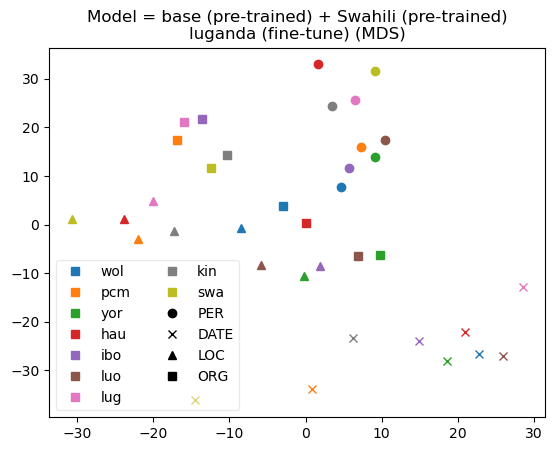 Model = base (pre-trained) + Swahili (pre-trained)
luganda (fine-tune) (MDS)
30
20
10
0
−10
−20
−30
wol kin
pcm swa
yor PER
hau DATE
ibo LOC
luo ORG
lug
−30 −20 −10 0 10 20 30